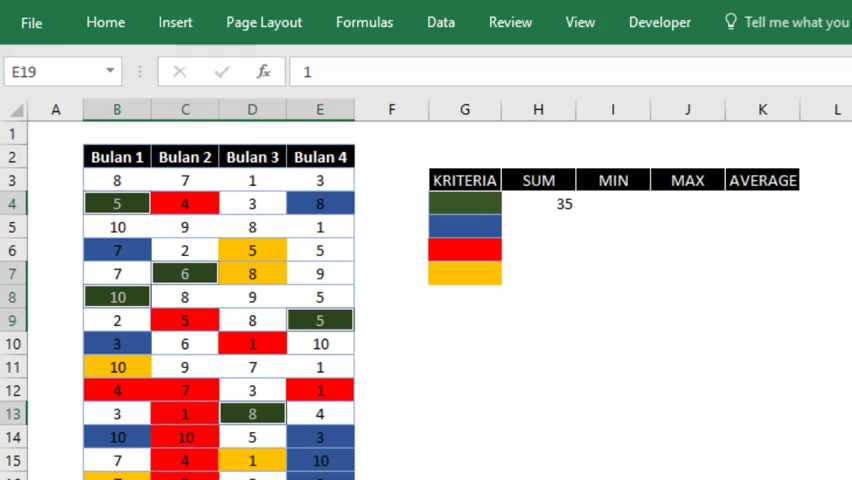 File Home Insert Page Layout Formulas Data Review View Developer Tell me what you
E19 fx 1
A B C D E F G H I J K L
1
2 Bulan 1 Bulan 2 Bulan 3 Bulan 4
3 8 7 1 3 KRITERIA SUM MIN MAX AVERAGE
4 5 4 3 8 35
5 10 9 8 1
6 7 2 5 5
7 7 6 8 9
8 10 8 9 5
9 2 5 8 5
10 3 6 1 10
11 10 9 7 1
12 4 7 3 1
13 3 1 8 4
14 10 10 5 3
15 7 4 1 10